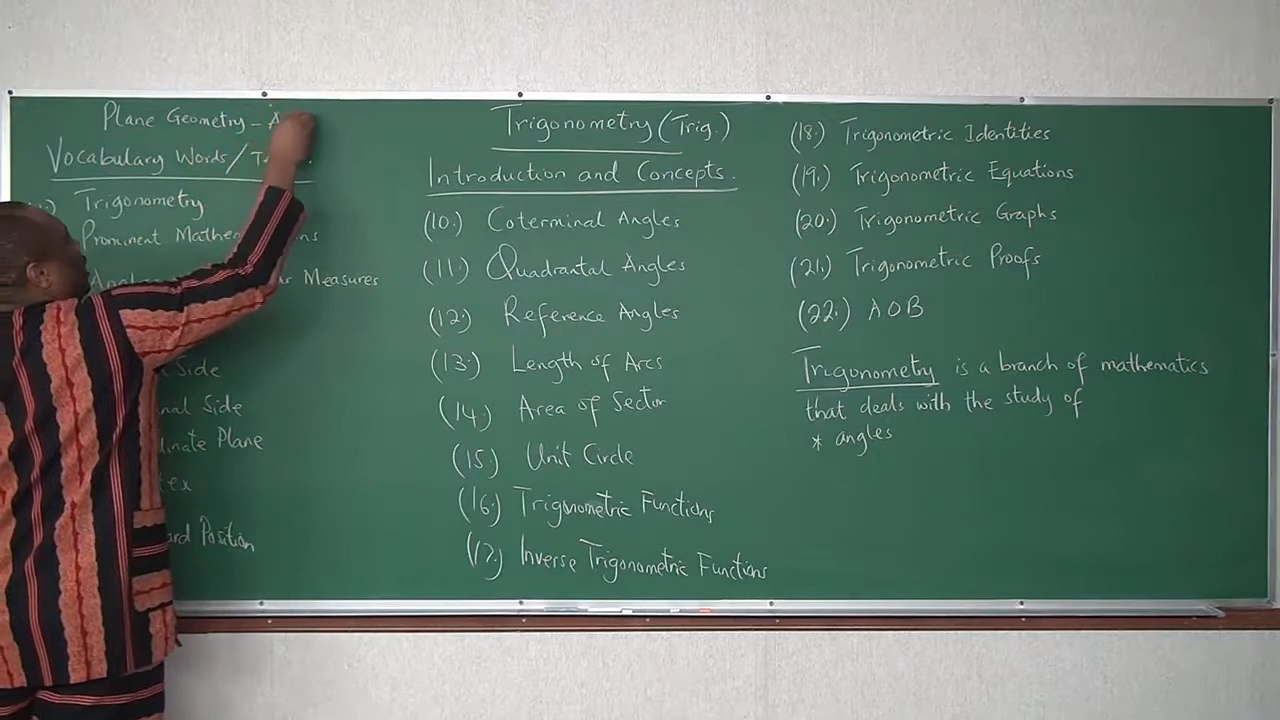 Plane Geometry -
Vocabulary Words/
Trigonometry
Prominent
Measures
Side
Side
Plane
Position
Trigonometry (Trig.)
Introduction and Concepts.
(10.) Coterminal Angles
(11.) Quadrantal Angles
(12.) Reference Angles
(13.) Length of Arcs
(14.) Area of Sector
(15.) Unit Circle
(16.) Trigonometric Functions
(17.) Inverse Trigonometric Functions
(18.) Trigonometric Identities
(19.) Trigonometric Equations
(20.) Trigonometric Graphs
(21.) Trigonometric Proofs
(22.) AOB
Trigonometry is a branch of mathematics
that deals with the study of
* angles